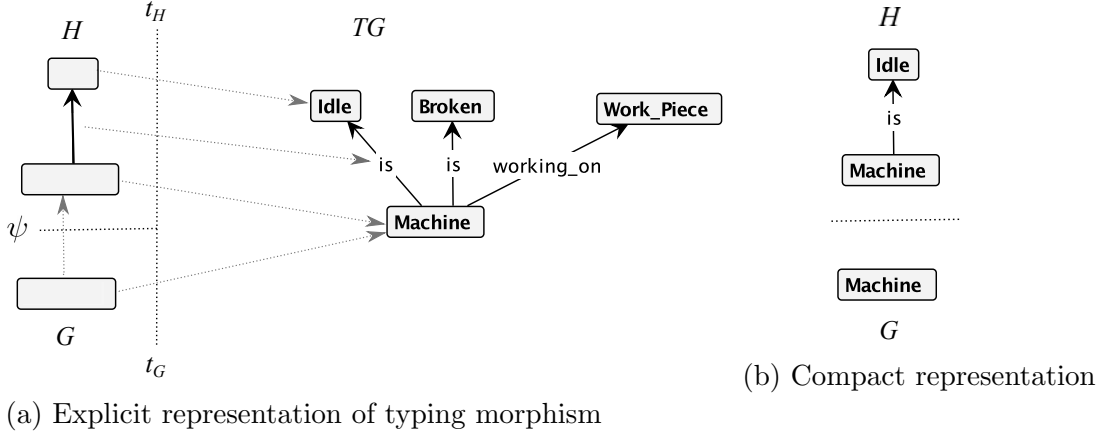 t_H
H
TG
Idle
Broken
Work_Piece
is
is
working_on
Machine
ψ
G
t_G
(a) Explicit representation of typing morphism
H
Idle
is
Machine
Machine
G
(b) Compact representation